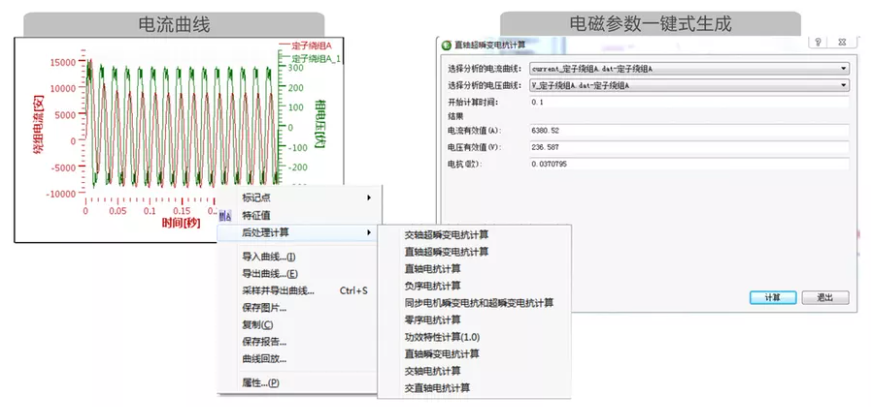 电流曲线
电磁参数一键式生成
定子绕组A
定子绕组A_1
15000
10000
5000
0
-5000
-10000
绕组电流[安]
300
200
100
0
-100
-200
-300
相电压[伏]
0
0.05
0.1
0.15
0.2
时间[秒]
标记点
特征值
后处理计算
导入曲线...(I)
导出曲线...(E)
采样并导出曲线... Ctrl+S
保存图片...
复制(C)
保存报告...
曲线回放...
属性...(P)
交轴超瞬变电抗计算
直轴超瞬变电抗计算
直轴电抗计算
负序电抗计算
同步电机瞬变电抗和超瞬变电抗计算
零序电抗计算
功效特性计算(1.0)
直轴瞬变电抗计算
交轴电抗计算
交直轴电抗计算
直轴超瞬变电抗计算
选择分析的电流曲线: current_定子绕组A.dat-定子绕组A
选择分析的电压曲线: V_定子绕组A.dat-定子绕组A
开始计算时间: 0.1
结果
电流有效值(A): 6380.52
电压有效值(V): 236.587
电抗(欧): 0.0370795
计算
退出